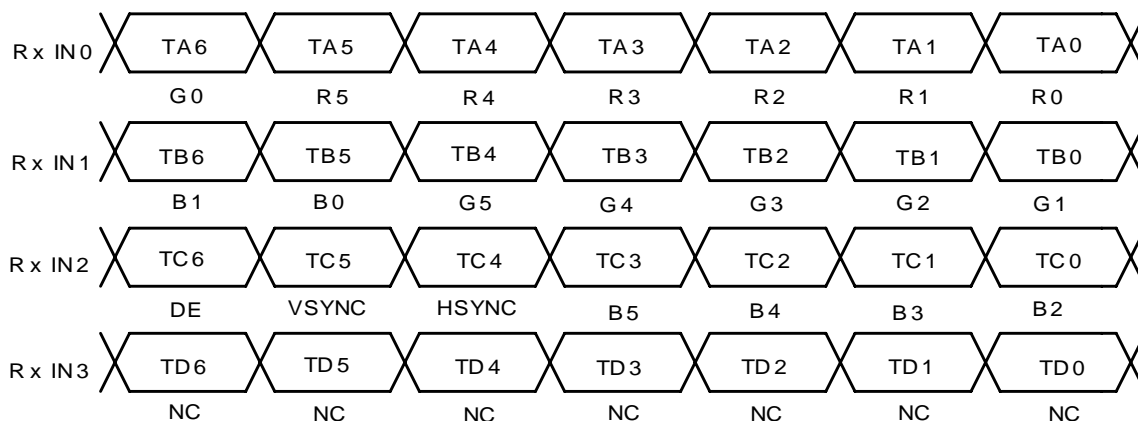 Rx IN0 TA6 TA5 TA4 TA3 TA2 TA1 TA0
G0 R5 R4 R3 R2 R1 R0
Rx IN1 TB6 TB5 TB4 TB3 TB2 TB1 TB0
B1 B0 G5 G4 G3 G2 G1
Rx IN2 TC6 TC5 TC4 TC3 TC2 TC1 TC0
DE VSYNC HSYNC B5 B4 B3 B2
Rx IN3 TD6 TD5 TD4 TD3 TD2 TD1 TD0
NC NC NC NC NC NC NC